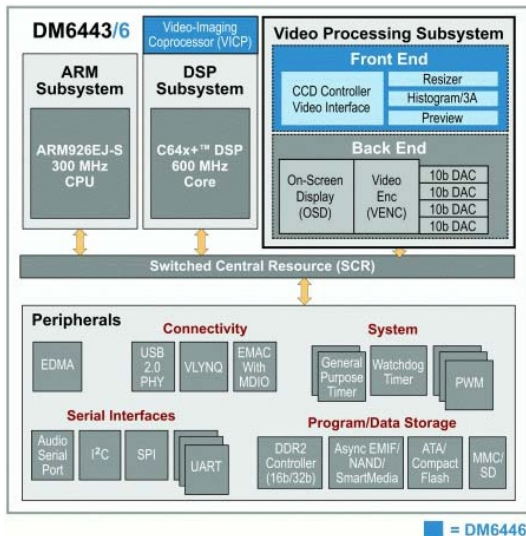 DM6443/6
Video-Imaging
Coprocessor (VICP)
ARM
Subsystem
ARM926EJ-S
300 MHz
CPU
DSP
Subsystem
C64x+™ DSP
600 MHz
Core
Video Processing Subsystem
Front End
CCD Controller
Video Interface
Resizer
Histogram/3A
Preview
Back End
On-Screen
Display
(OSD)
Video
Enc
(VENC)
10b DAC
10b DAC
10b DAC
10b DAC
Switched Central Resource (SCR)
Peripherals
EDMA
Connectivity
USB
2.0
PHY
VLYNQ
EMAC
With
MDIO
System
General
Purpose
Timer
Watchdog
Timer
PWM
Serial Interfaces
Audio
Serial
Port
I²C
SPI
UART
Program/Data Storage
DDR2
Controller
(16b/32b)
Async EMIF/
NAND/
SmartMedia
ATA/
Compact
Flash
MMC/
SD
= DM6446